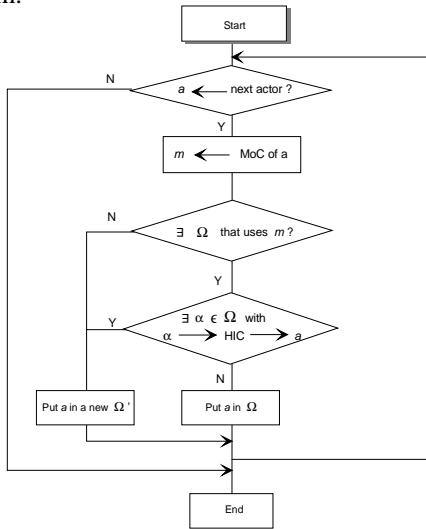 m.
Start
N
a ← next actor ?
Y
m ← MoC of a
N
∃ Ω that uses m ?
Y
∃ α ϵ Ω with
Y
α → HIC → a
N
Put a in a new Ω '
Put a in Ω
End